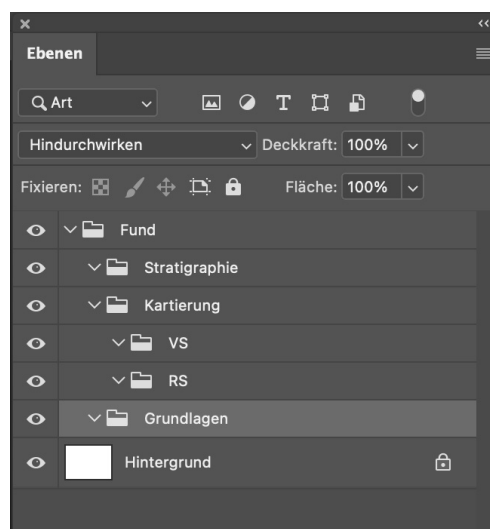 Ebenen
Art
Hindurchwirken Deckkraft: 100%
Fixieren: Fläche: 100%
Fund
Stratigraphie
Kartierung
VS
RS
Grundlagen
Hintergrund